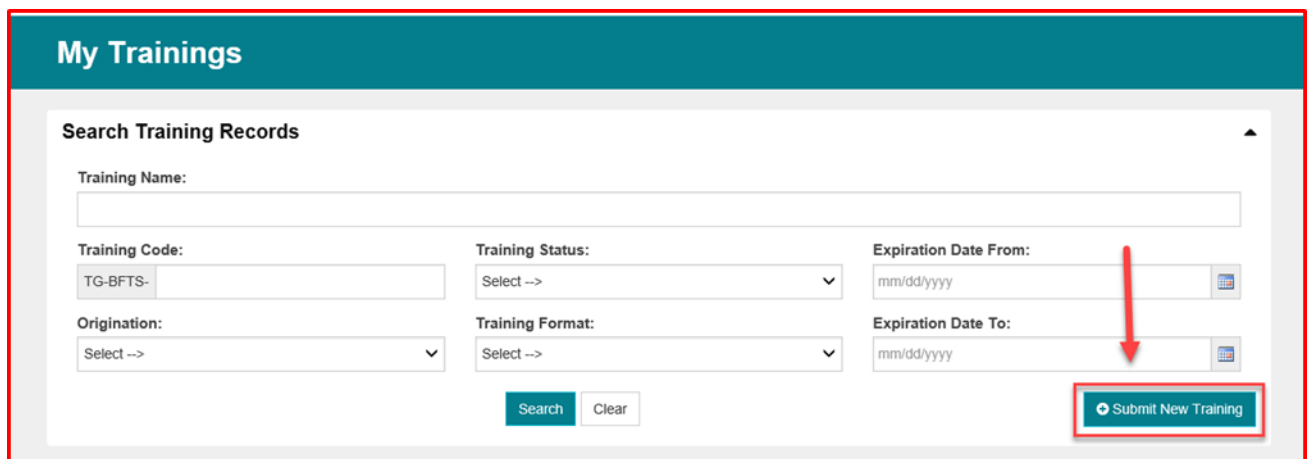 My Trainings
Search Training Records
Training Name:
Training Code: Training Status: Expiration Date From:
TG-BFTS- Select --> mm/dd/yyyy
Origination: Training Format: Expiration Date To:
Select --> Select --> mm/dd/yyyy
Search Clear Submit New Training